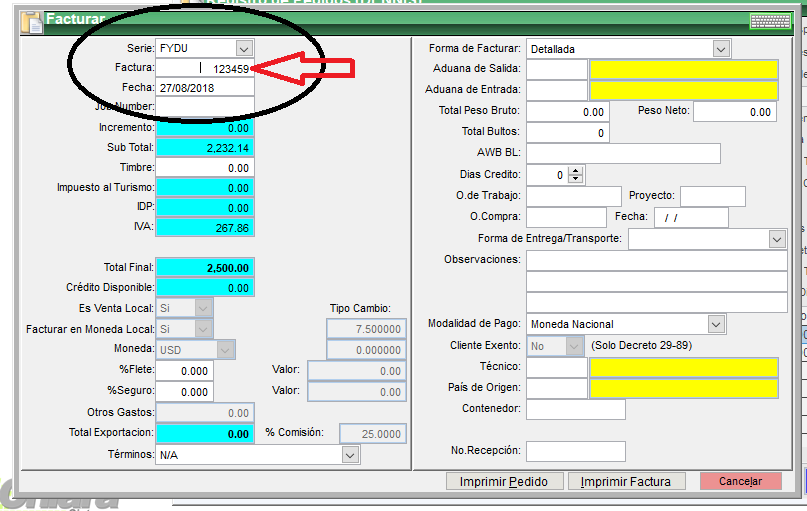 Facturar
Serie: FYDU
Factura: 123459
Fecha: 27/08/2018
Job Number:
Incremento: 0.00
Sub Total: 2,232.14
Timbre: 0.00
Impuesto al Turismo: 0.00
IDP: 0.00
IVA: 267.86
Total Final: 2,500.00
Crédito Disponible: 0.00
Es Venta Local: Si
Tipo Cambio:
Facturar en Moneda Local: Si 7.500000
Moneda: USD 0.000000
%Flete: 0.000 Valor: 0.00
%Seguro: 0.000 Valor: 0.00
Otros Gastos: 0.00
Total Exportacion: 0.00 % Comisión: 25.0000
Términos: N/A
Forma de Facturar: Detallada
Aduana de Salida:
Aduana de Entrada:
Total Peso Bruto: 0.00 Peso Neto: 0.00
Total Bultos: 0
AWB BL:
Dias Credito: 0
O.de Trabajo: Proyecto:
O.Compra: Fecha: / /
Forma de Entrega/Transporte:
Observaciones:
Modalidad de Pago: Moneda Nacional
Cliente Exento: No (Solo Decreto 29-89)
Técnico:
País de Origen:
Contenedor:
No.Recepción:
Imprimir Pedido Imprimir Factura Cancelar